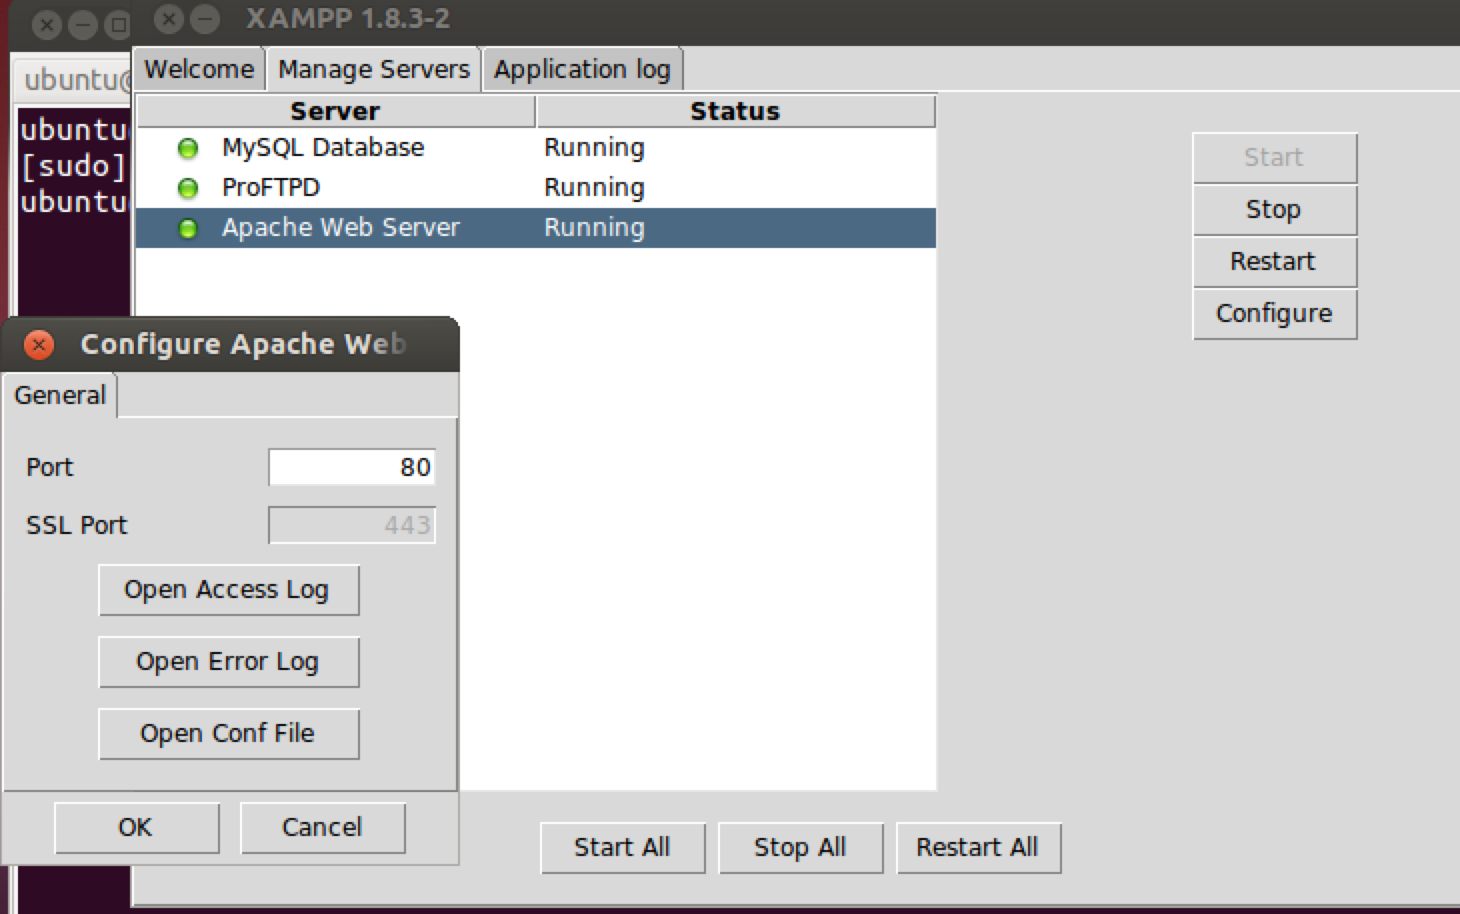 XAMPP 1.8.3-2
ubuntu@
Welcome Manage Servers Application log
Server Status
ubuntu
MySQL Database Running
[sudo]
ProFTPD Running
ubuntu
Apache Web Server Running
Start
Stop
Restart
Configure
Configure Apache Web
General
Port 80
SSL Port 443
Open Access Log
Open Error Log
Open Conf File
OK Cancel
Start All Stop All Restart All